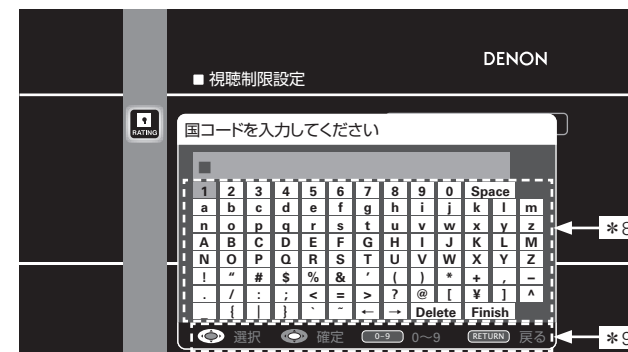 DENON
■ 視聴制限設定
RATING
国コードを入力してください
1 2 3 4 5 6 7 8 9 0 Space
a b c d e f g h i j k l m
n o p q r s t u v w x y z
A B C D E F G H I J K L M
N O P Q R S T U V W X Y Z
! “ # $ % & ′ ( ) * + , –
. / : ; < = > ? @ [ ¥ ] ^
_ { | } ` ~ ← → Delete Finish
＊8
選択 確定 0-9 0～9 RETURN 戻る
＊9